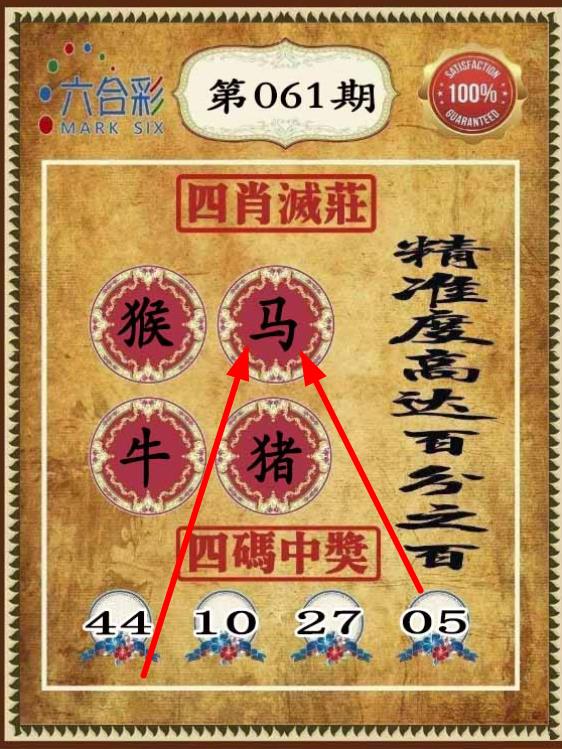 六合彩
MARK SIX
第061期
SATISFACTION
100%
GUARANTEED
四肖滅莊
猴 马
牛 猪
精准度高达百分之百
四碼中獎
44 10 27 05